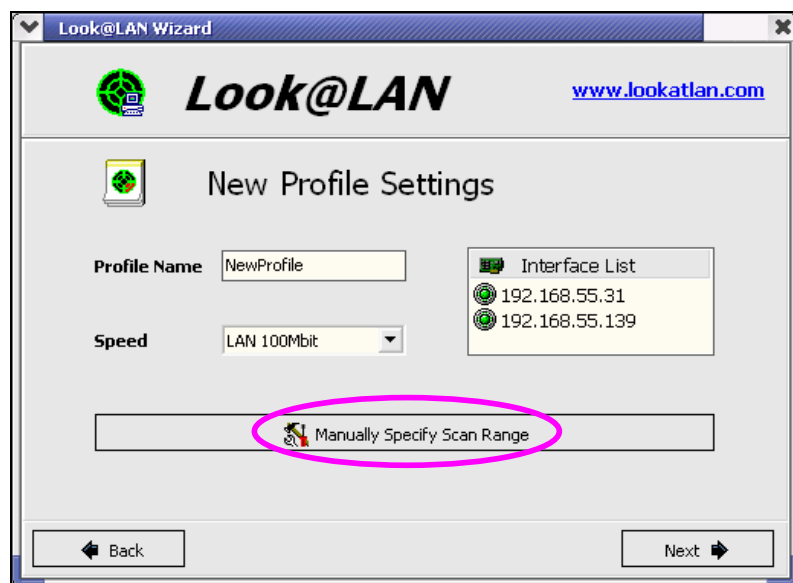 Look@LAN Wizard
Look@LAN
www.lookatlan.com
New Profile Settings
Profile Name
NewProfile
Interface List
192.168.55.31
192.168.55.139
Speed
LAN 100Mbit
Manually Specify Scan Range
Back
Next